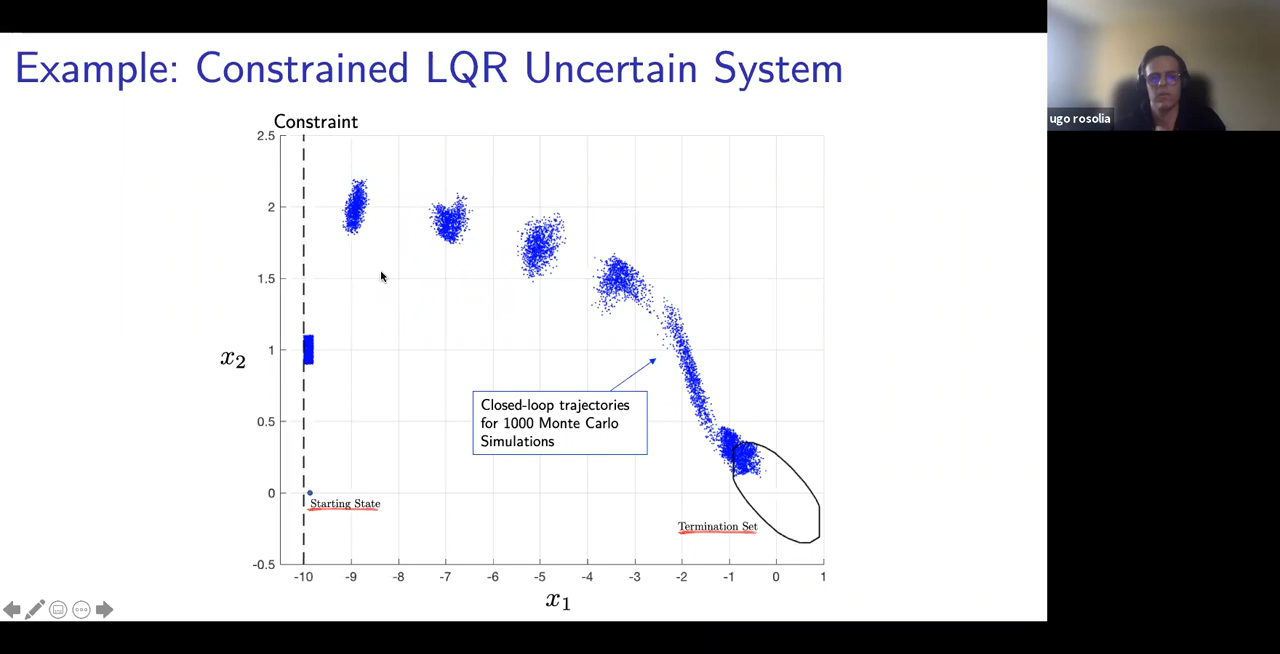 Example: Constrained LQR Uncertain System
ugo rosolia
Constraint
2.5
2
1.5
1
0.5
0
-0.5
x₂
Closed-loop trajectories
for 1000 Monte Carlo
Simulations
Starting State
Termination Set
-10 -9 -8 -7 -6 -5 -4 -3 -2 -1 0 1
x₁